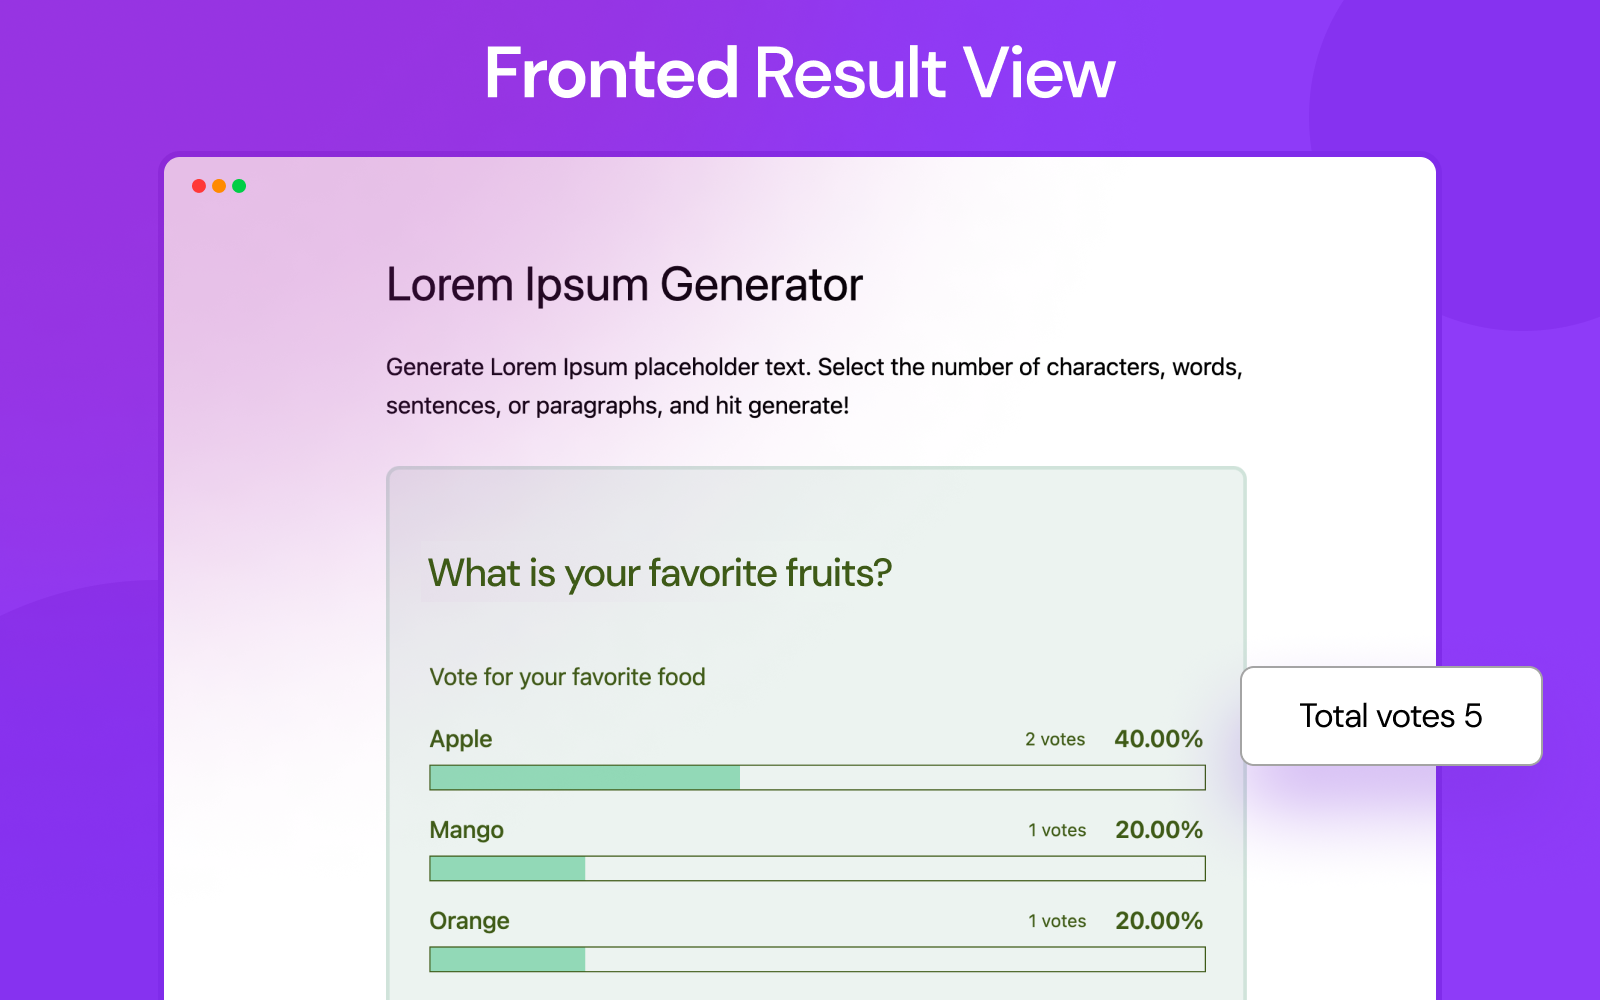 Fronted Result View
Lorem Ipsum Generator
Generate Lorem Ipsum placeholder text. Select the number of characters, words,
sentences, or paragraphs, and hit generate!
What is your favorite fruits?
Vote for your favorite food
Total votes 5
Apple 2 votes 40.00%
Mango 1 votes 20.00%
Orange 1 votes 20.00%